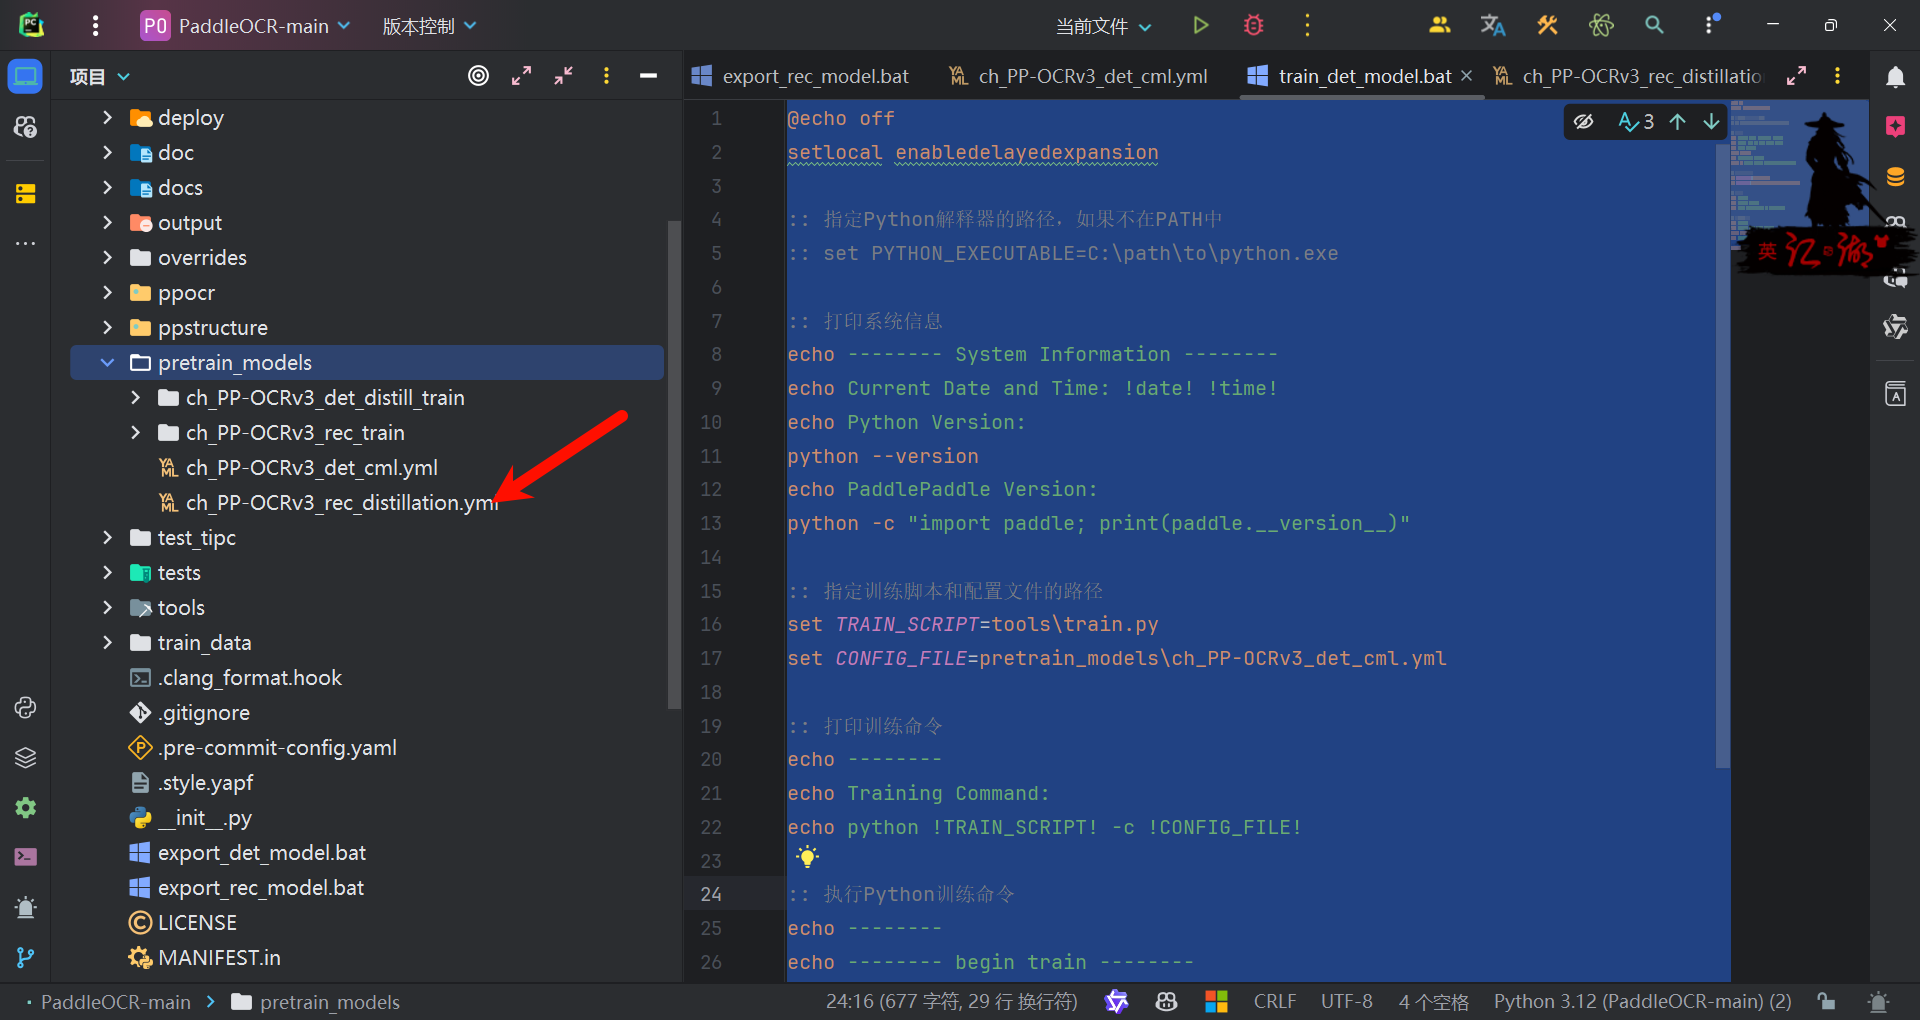 PC
PO PaddleOCR-main
版本控制
当前文件
项目
export_rec_model.bat
ch_PP-OCRv3_det_cml.yml
train_det_model.bat
ch_PP-OCRv3_rec_distillatio
deploy
doc
docs
output
overrides
ppocr
ppstructure
pretrain_models
ch_PP-OCRv3_det_distill_train
ch_PP-OCRv3_rec_train
ch_PP-OCRv3_det_cml.yml
ch_PP-OCRv3_rec_distillation.yml
test_tipc
tests
tools
train_data
.clang_format.hook
.gitignore
.pre-commit-config.yaml
.style.yapf
__init__.py
export_det_model.bat
export_rec_model.bat
LICENSE
MANIFEST.in
1 @echo off
2 setlocal enabledelayedexpansion
3
4 :: 指定Python解释器的路径，如果不在PATH中
5 :: set PYTHON_EXECUTABLE=C:\path\to\python.exe
6
7 :: 打印系统信息
8 echo -------- System Information --------
9 echo Current Date and Time: !date! !time!
10 echo Python Version:
11 python --version
12 echo PaddlePaddle Version:
13 python -c "import paddle; print(paddle.__version__)"
14
15 :: 指定训练脚本和配置文件的路径
16 set TRAIN_SCRIPT=tools\train.py
17 set CONFIG_FILE=pretrain_models\ch_PP-OCRv3_det_cml.yml
18
19 :: 打印训练命令
20 echo --------
21 echo Training Command:
22 echo python !TRAIN_SCRIPT! -c !CONFIG_FILE!
23
24 :: 执行Python训练命令
25 echo --------
26 echo -------- begin train --------
3
英
PaddleOCR-main
pretrain_models
24:16 (677 字符, 29 行 换行符)
CRLF
UTF-8
4 个空格
Python 3.12 (PaddleOCR-main) (2)